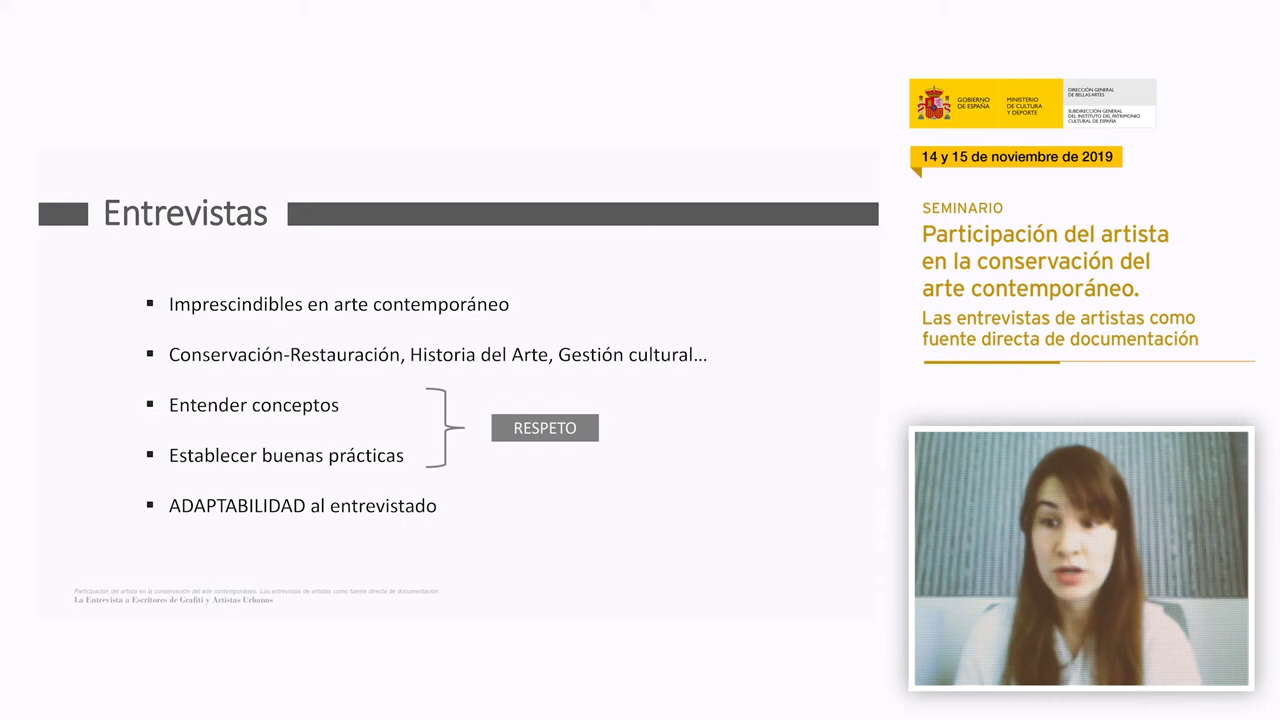 Entrevistas
Imprescindibles en arte contemporáneo
Conservación-Restauración, Historia del Arte, Gestión cultural...
Entender conceptos
RESPETO
Establecer buenas prácticas
ADAPTABILIDAD al entrevistado
Participación del artista en la conservación del arte contemporáneo. Las entrevistas de artistas como fuente directa de documentación
La Entrevista a Escritores de Grafiti y Artistas Urbanos
GOBIERNO
DE ESPAÑA
MINISTERIO
DE CULTURA
Y DEPORTE
DIRECCIÓN GENERAL
DE BELLAS ARTES
SUBDIRECCIÓN GENERAL
DEL INSTITUTO DEL PATRIMONIO
CULTURAL DE ESPAÑA
14 y 15 de noviembre de 2019
SEMINARIO
Participación del artista
en la conservación del
arte contemporáneo.
Las entrevistas de artistas como
fuente directa de documentación